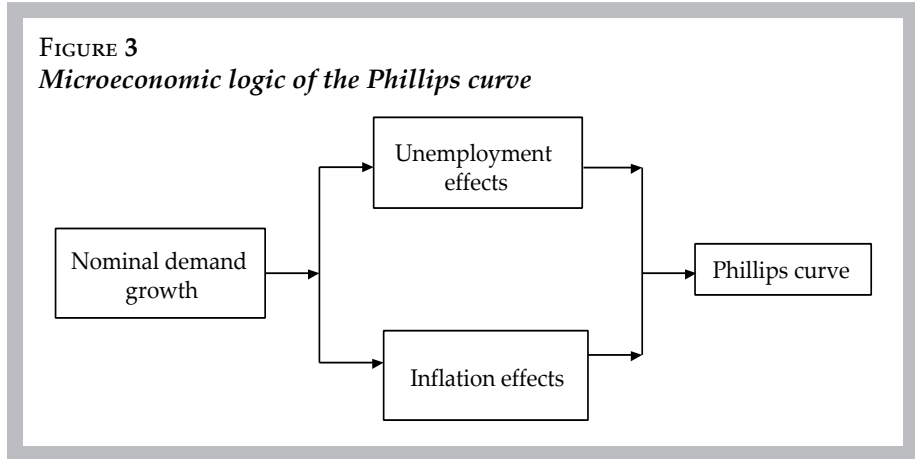 FIGURE 3
Microeconomic logic of the Phillips curve
Unemployment
effects
Nominal demand
growth
Phillips curve
Inflation effects